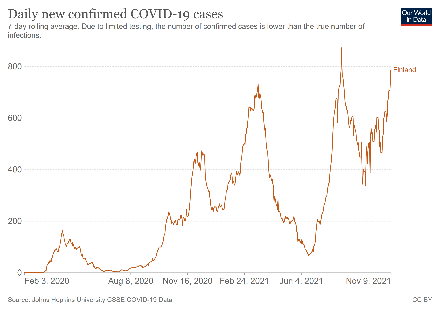 Daily new confirmed COVID-19 cases
7-day rolling average. Due to limited testing, the number of confirmed cases is lower than the true number of
infections.
Our World
in Data
800
Finland
600
400
200
0
Feb 3, 2020 Aug 8, 2020 Nov 16, 2020 Feb 24, 2021 Jun 4, 2021 Nov 9, 2021
Source: Johns Hopkins University CSSE COVID-19 Data
CC BY